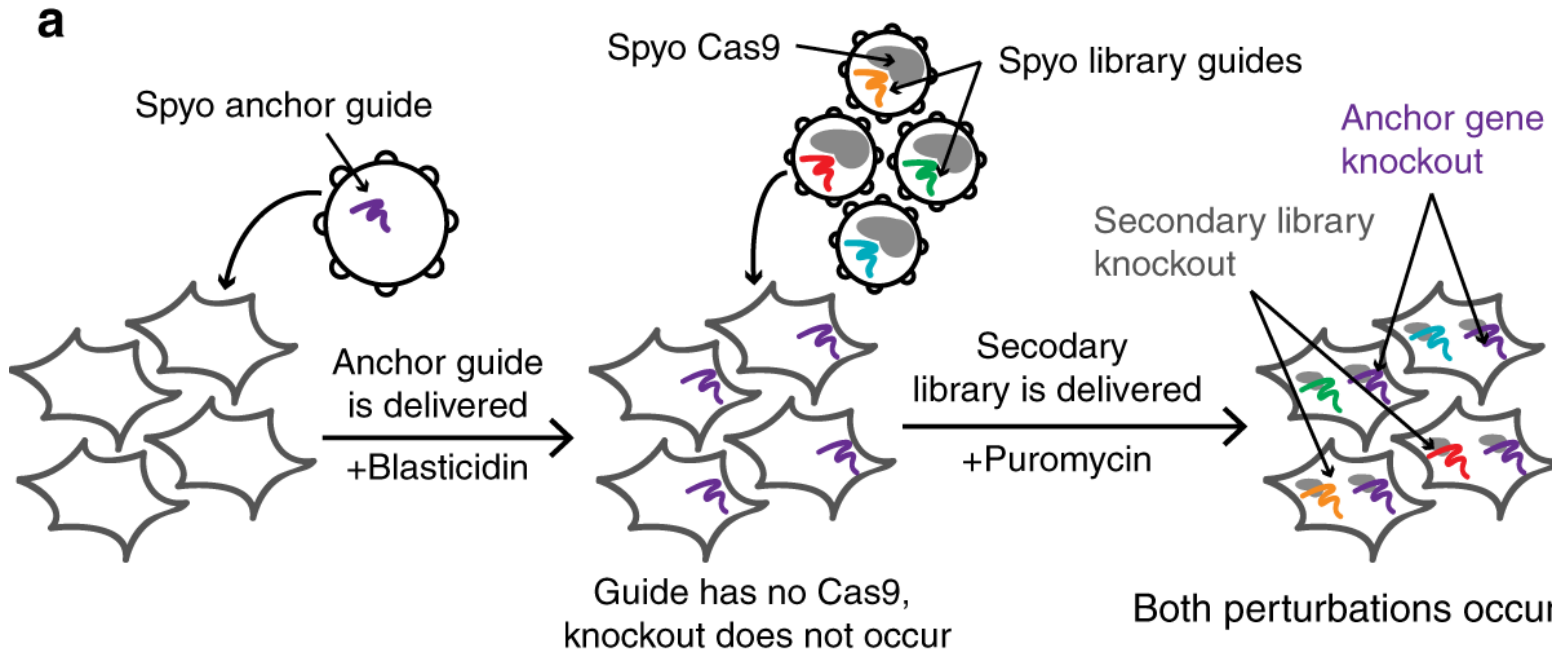 a
Spyo anchor guide
Spyo Cas9
Spyo library guides
Anchor gene
knockout
Secondary library
knockout
Anchor guide
is delivered
+Blasticidin
Secodary
library is delivered
+Puromycin
Guide has no Cas9,
knockout does not occur
Both perturbations occur